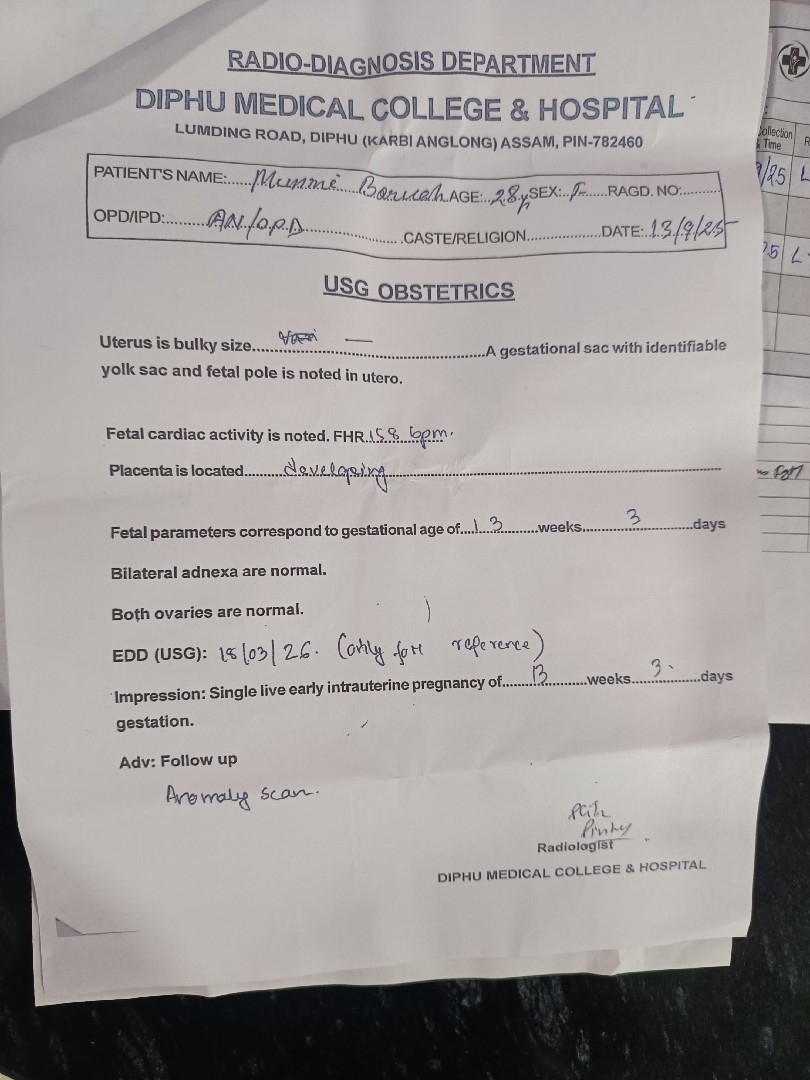 RADIO-DIAGNOSIS DEPARTMENT
DIPHU MEDICAL COLLEGE & HOSPITAL
LUMDING ROAD, DIPHU (KARBI ANGLONG) ASSAM, PIN-782460
PATIENT'S NAME:......Munmi Baruah AGE:..28y SEX:..F......RAGD. NO:..........
OPD/IPD:.........AN/OPD....................CASTE/RELIGION................DATE:.13/9/25
USG OBSTETRICS
Uterus is bulky size..................................................A gestational sac with identifiable
yolk sac and fetal pole is noted in utero.
Fetal cardiac activity is noted. FHR.158 bpm.
Placenta is located..........developing..........................................................
Fetal parameters correspond to gestational age of....13.........weeks..........3............days
Bilateral adnexa are normal.
Both ovaries are normal.
EDD (USG): 18/03/26. (only for reference)
Impression: Single live early intrauterine pregnancy of........13.........weeks........3..........days
gestation.
Adv: Follow up
Anomaly scan.
Pinky
Radiologist
DIPHU MEDICAL COLLEGE & HOSPITAL
Collection
& Time